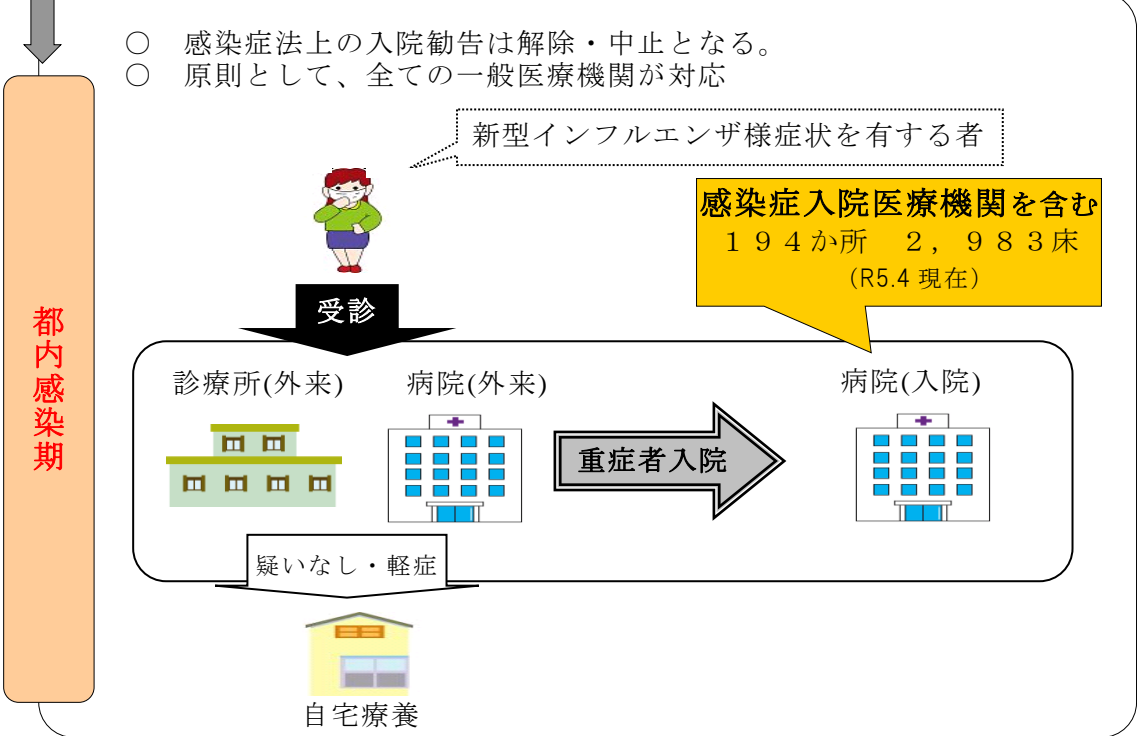 ○　感染症法上の入院勧告は解除・中止となる。
○　原則として、全ての一般医療機関が対応
新型インフルエンザ様症状を有する者
感染症入院医療機関を含む
１９４か所　２，９８３床
（R5.4 現在）
受診
都内感染期
診療所(外来)
病院(外来)
病院(入院)
重症者入院
疑いなし・軽症
自宅療養